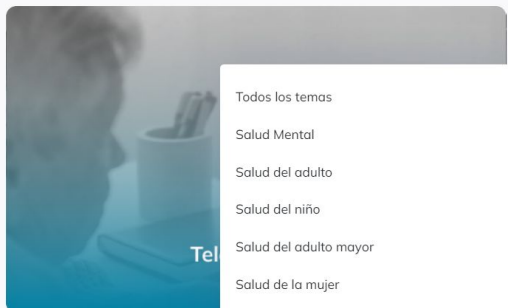 Todos los temas
Salud Mental
Salud del adulto
Salud del niño
Salud del adulto mayor
Salud de la mujer